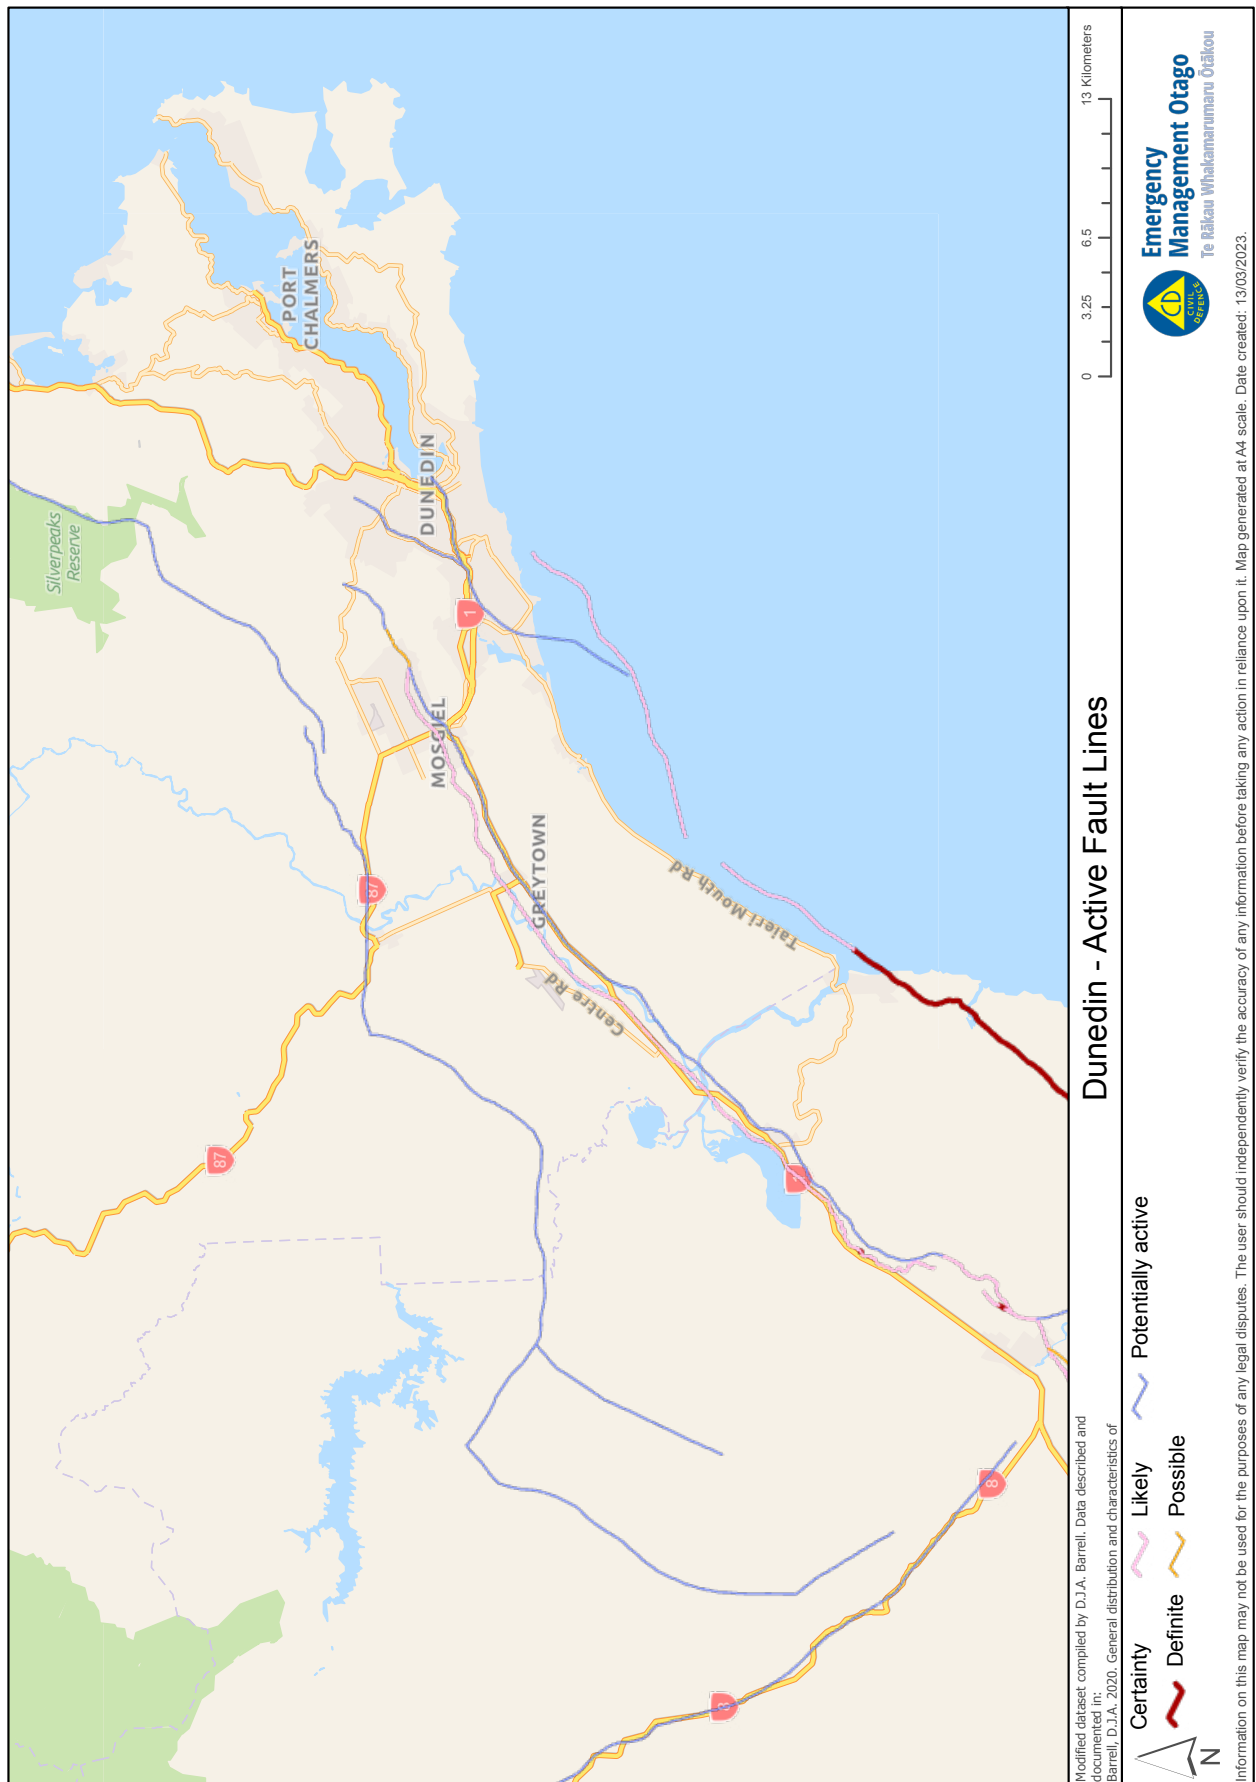 Silverpeaks
Reserve
PORT
CHALMERS
DUNEDIN
1
MOSGIEL
87
GREYTOWN
Taieri Mouth Rd
Centre Rd
87
1
8
8
Dunedin - Active Fault Lines
0 3.25 6.5 13 Kilometers
Modified dataset compiled by D.J.A. Barrell. Data described and
documented in:
Barrell, D.J.A. 2020. General distribution and characteristics of
Certainty
Definite
Likely
Possible
Potentially active
N
CD
CIVIL
DEFENCE
Emergency
Management Otago
Te Rākau Whakamarumaru Ōtākou
Information on this map may not be used for the purposes of any legal disputes. The user should independently verify the accuracy of any information before taking any action in reliance upon it. Map generated at A4 scale. Date created: 13/03/2023.